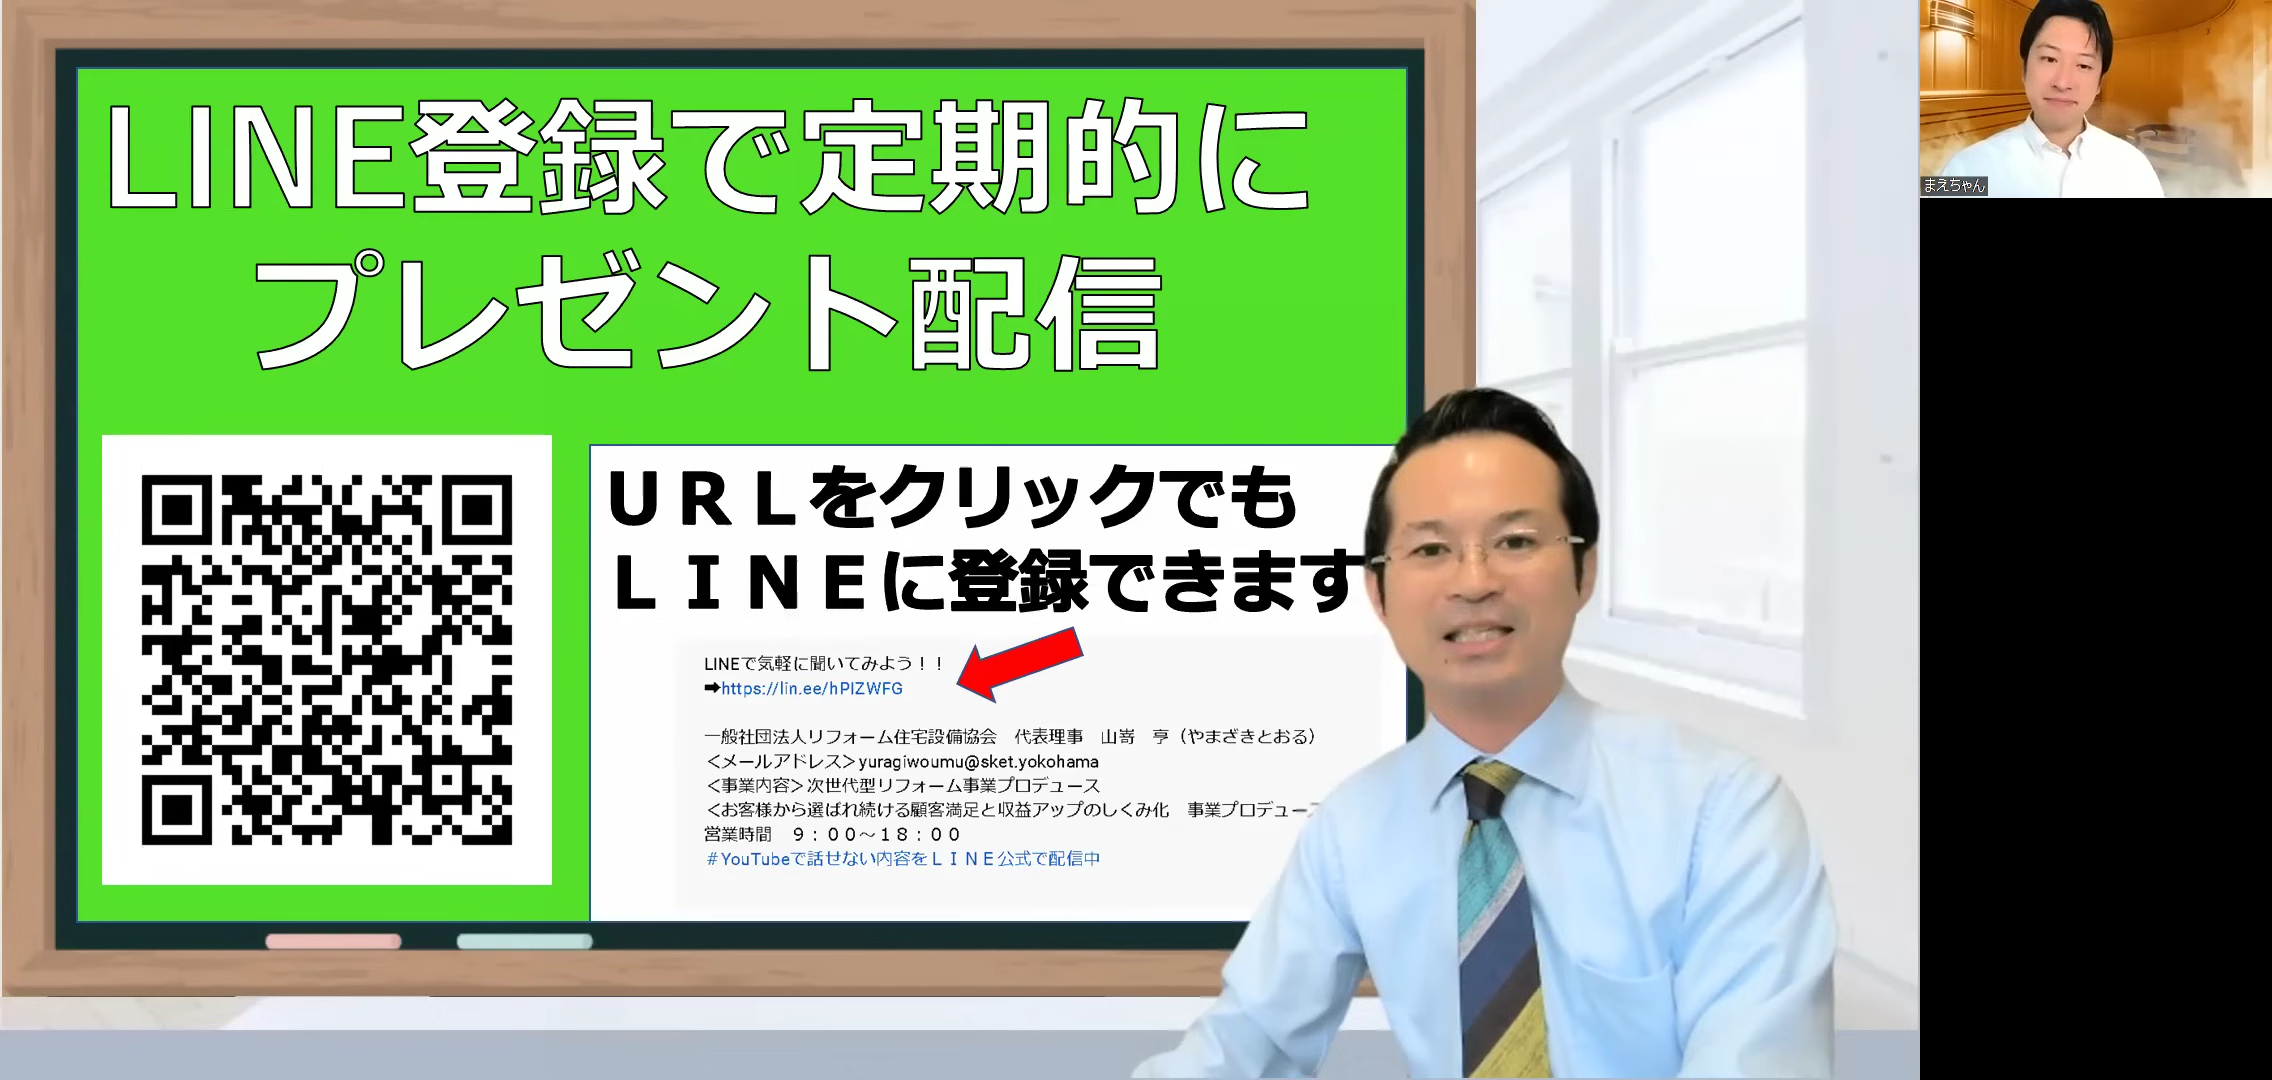 LINE登録で定期的に
プレゼント配信
ＵＲＬをクリックでも
ＬＩＮＥに登録できます
LINEで気軽に聞いてみよう！！
➡https://lin.ee/hPIZWFG
一般社団法人リフォーム住宅設備協会　代表理事　山嵜　亨（やまざきとおる）
＜メールアドレス＞yuragiwoumu@sket.yokohama
＜事業内容＞次世代型リフォーム事業プロデュース
＜お客様から選ばれ続ける顧客満足と収益アップのしくみ化　事業プロデュー
営業時間　９：００～１８：００
＃YouTubeで話せない内容をＬＩＮＥ公式で配信中
まえちゃん